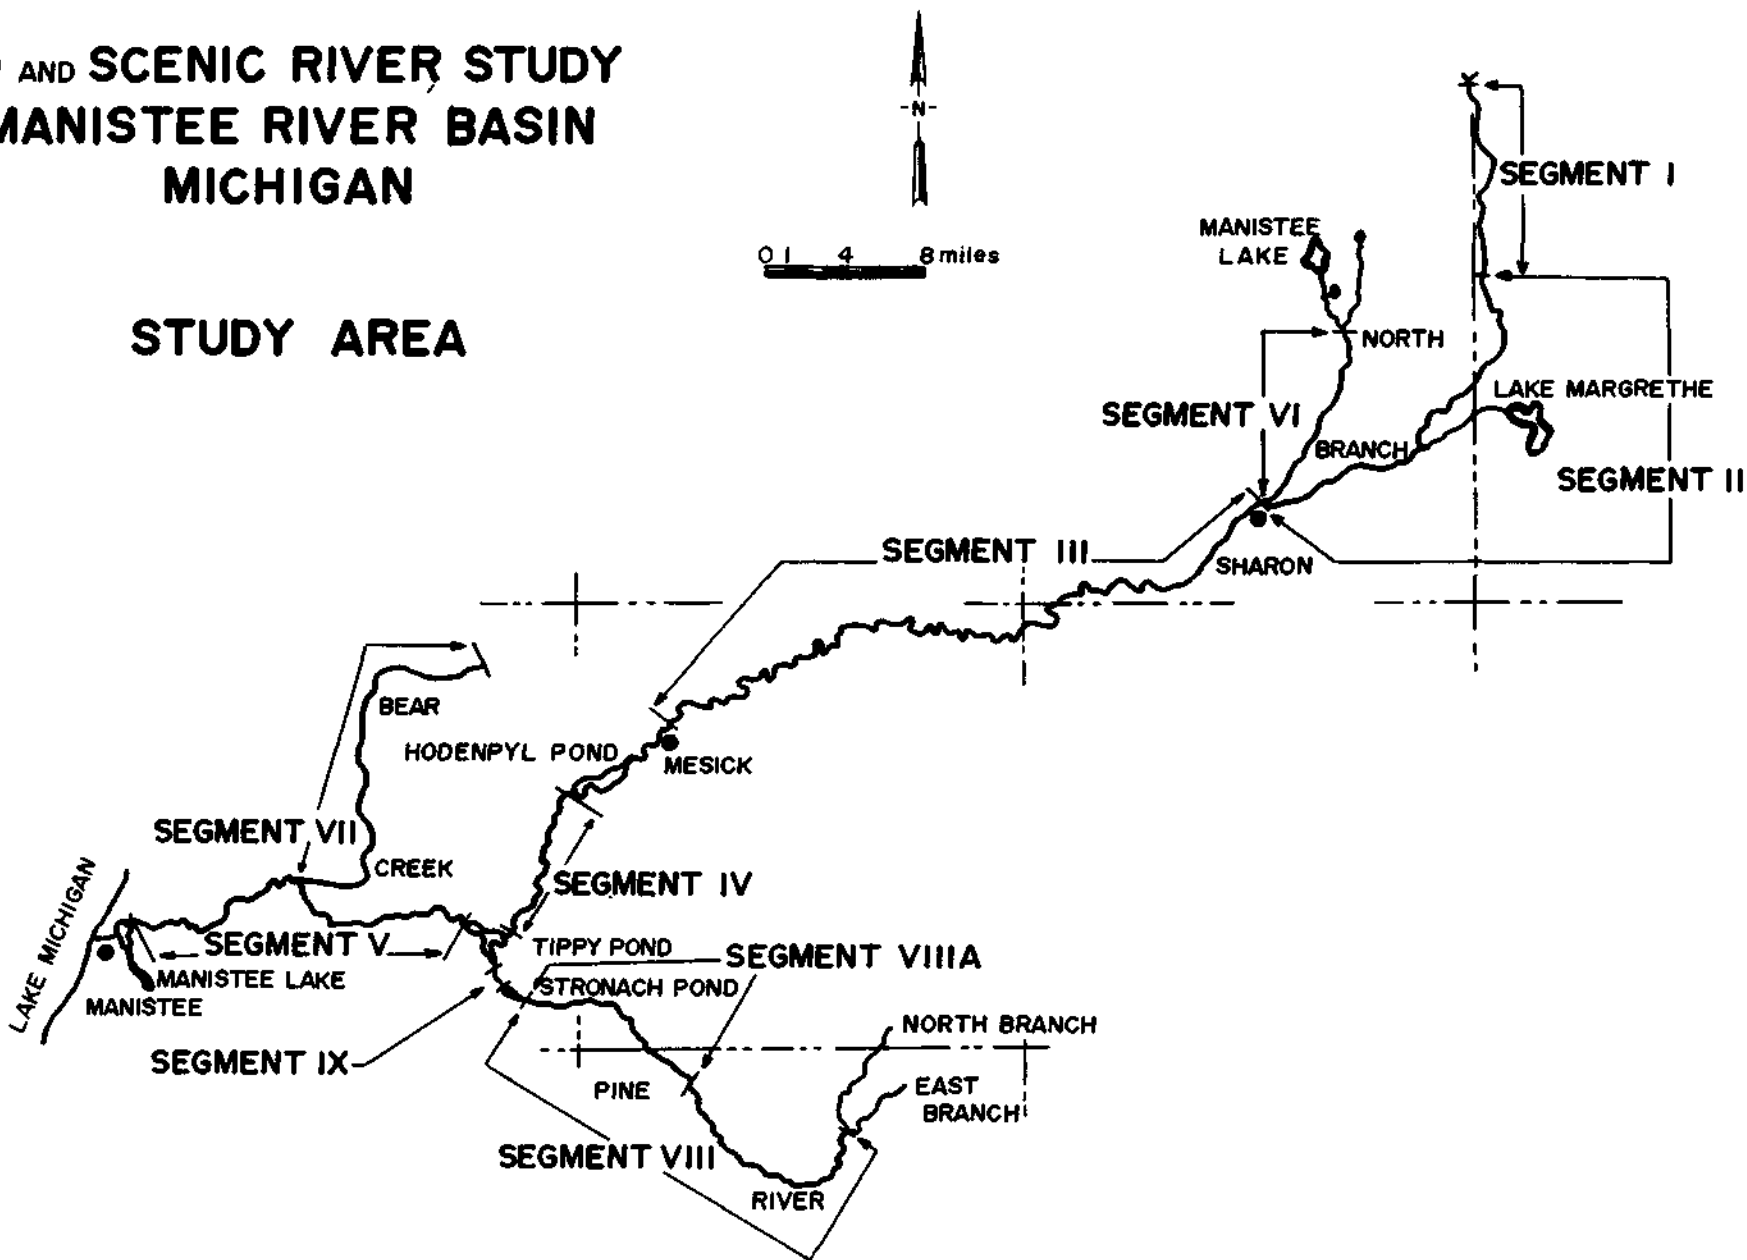 AND SCENIC RIVER STUDY
MANISTEE RIVER BASIN
MICHIGAN
STUDY AREA
N
0 1 4 8 miles
SEGMENT I
MANISTEE
LAKE
NORTH
LAKE MARGRETHE
SEGMENT VI
BRANCH
SEGMENT II
SEGMENT III
SHARON
BEAR
HODENPYL POND
MESICK
SEGMENT VII
CREEK
SEGMENT IV
LAKE MICHIGAN
SEGMENT V
TIPPY POND
SEGMENT VIIIA
MANISTEE LAKE
STRONACH POND
MANISTEE
NORTH BRANCH
SEGMENT IX
PINE
EAST
BRANCH
SEGMENT VIII
RIVER